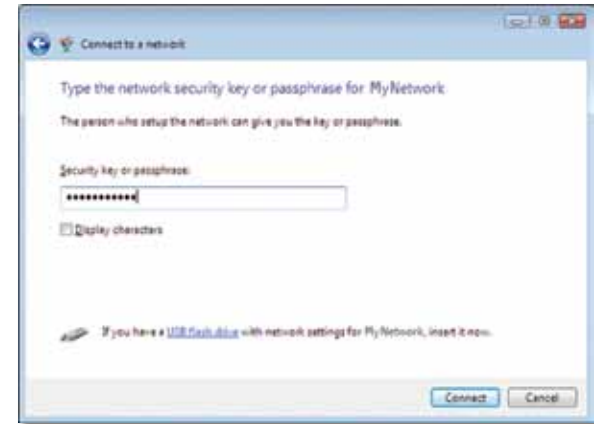 Connect to a network
Type the network security key or passphrase for MyNetwork
The person who setup the network can give you the key or passphrase.
Security key or passphrase:
•••••••••••
Display characters
If you have a USB flash drive with network settings for MyNetwork, insert it now.
Connect Cancel